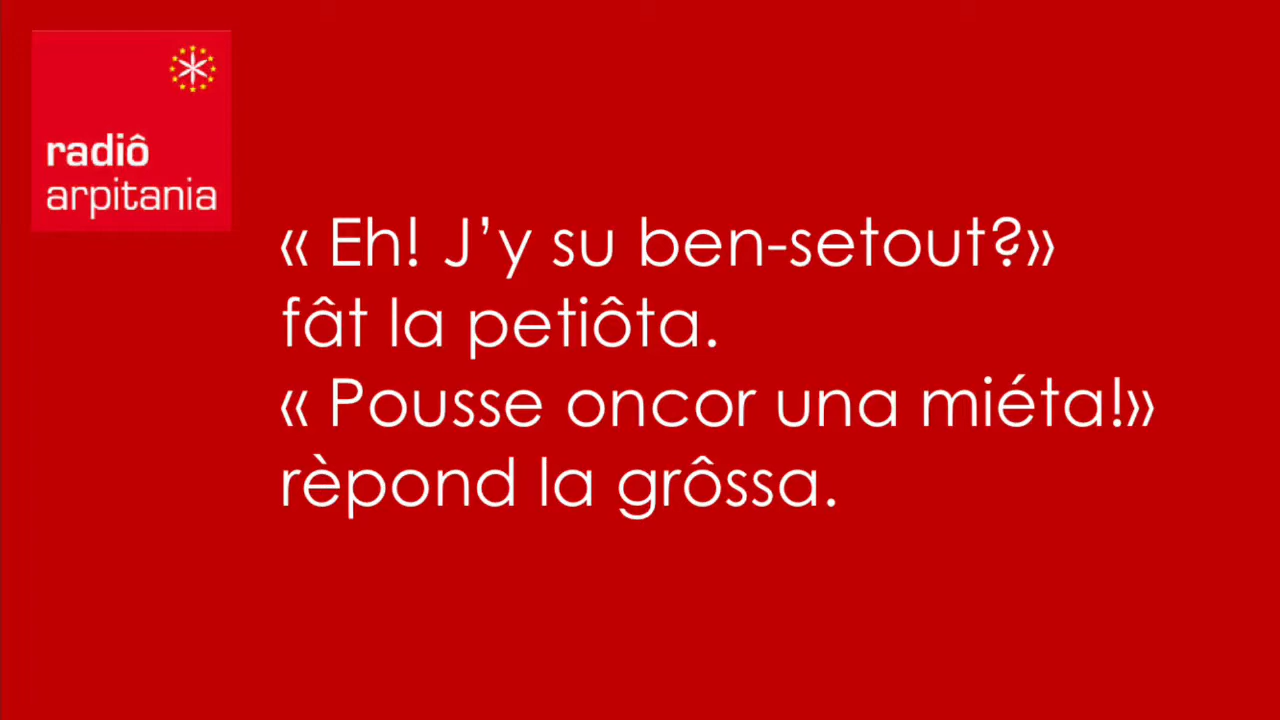 radiô
arpitania
« Eh! J’y su ben-setout?»
fât la petiôta.
« Pousse oncor una miéta!»
rèpond la grôssa.